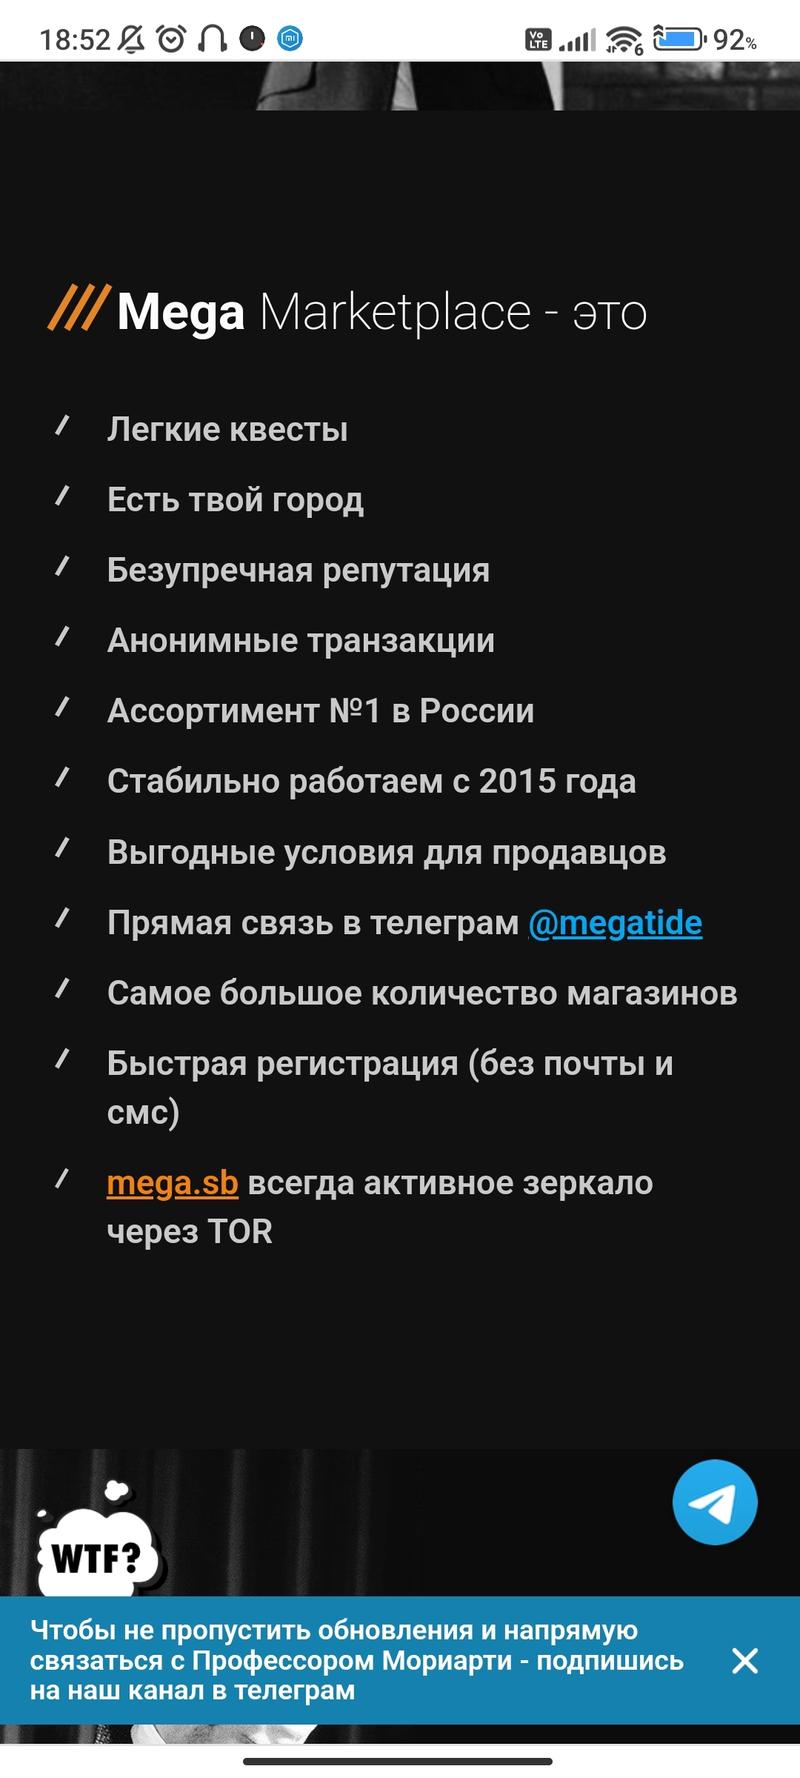 18:52
Vo LTE
6
92%
Mega Marketplace - это
Легкие квесты
Есть твой город
Безупречная репутация
Анонимные транзакции
Ассортимент №1 в России
Стабильно работаем с 2015 года
Выгодные условия для продавцов
Прямая связь в телеграм @megatide
Самое большое количество магазинов
Быстрая регистрация (без почты и
смс)
mega.sb всегда активное зеркало
через TOR
WTF?
Чтобы не пропустить обновления и напрямую
связаться с Профессором Мориарти - подпишись
на наш канал в телеграм